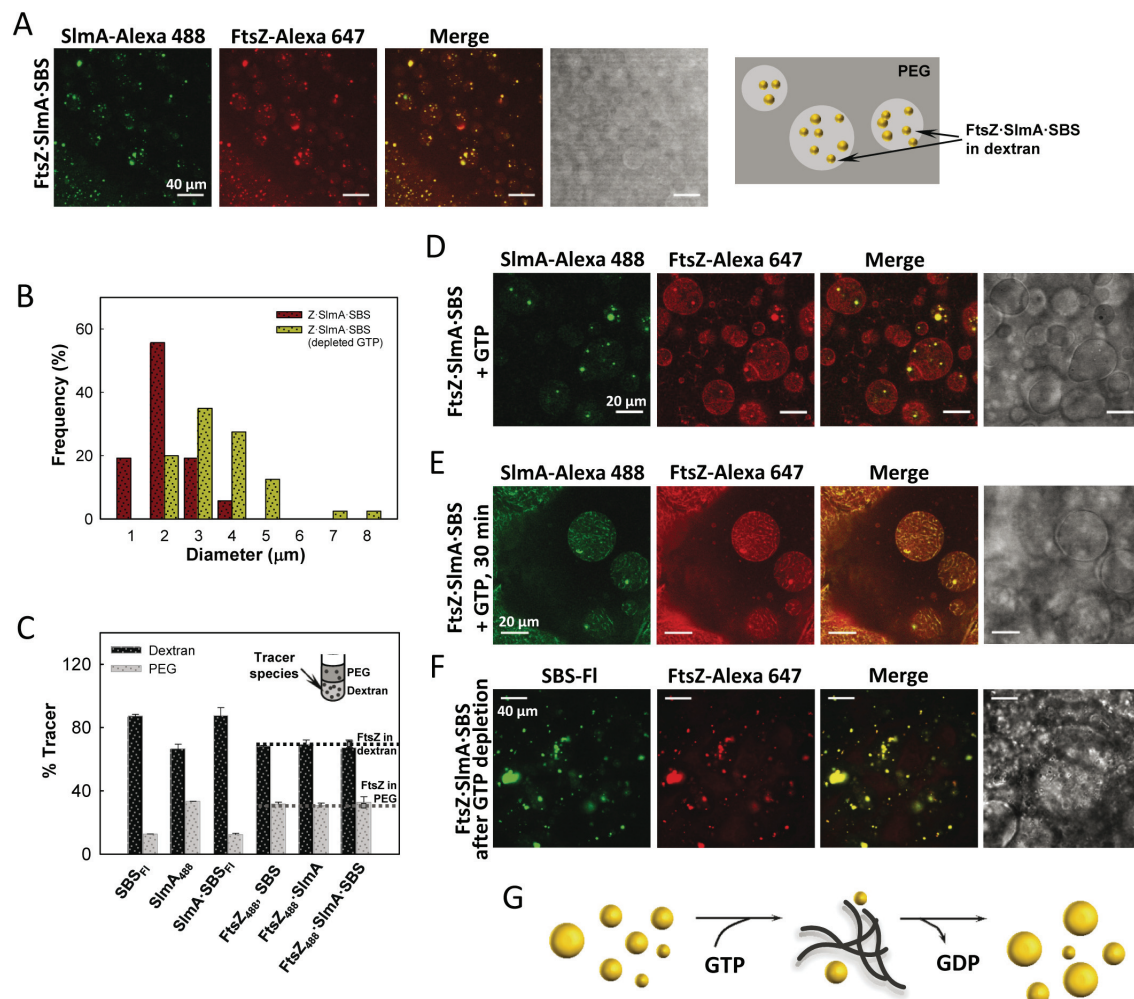 A
SlmA-Alexa 488
FtsZ-Alexa 647
Merge
FtsZ·SlmA·SBS
40 μm
PEG
FtsZ·SlmA·SBS
in dextran
B
Z·SlmA·SBS
Z·SlmA·SBS
(depleted GTP)
Frequency (%)
60
40
20
0
1 2 3 4 5 6 7 8
Diameter (μm)
C
Dextran
PEG
Tracer
species
PEG
Dextran
FtsZ in
dextran
FtsZ in
PEG
% Tracer
120
80
40
0
SBSFl
SlmA488
SlmA·SBSFl
FtsZ488, SBS
FtsZ488·SlmA
FtsZ488·SlmA·SBS
D
SlmA-Alexa 488
FtsZ-Alexa 647
Merge
FtsZ·SlmA·SBS
+ GTP
20 μm
E
SlmA-Alexa 488
FtsZ-Alexa 647
Merge
FtsZ·SlmA·SBS
+ GTP, 30 min
20 μm
F
SBS-Fl
FtsZ-Alexa 647
Merge
FtsZ·SlmA·SBS
after GTP depletion
40 μm
G
GTP
GDP